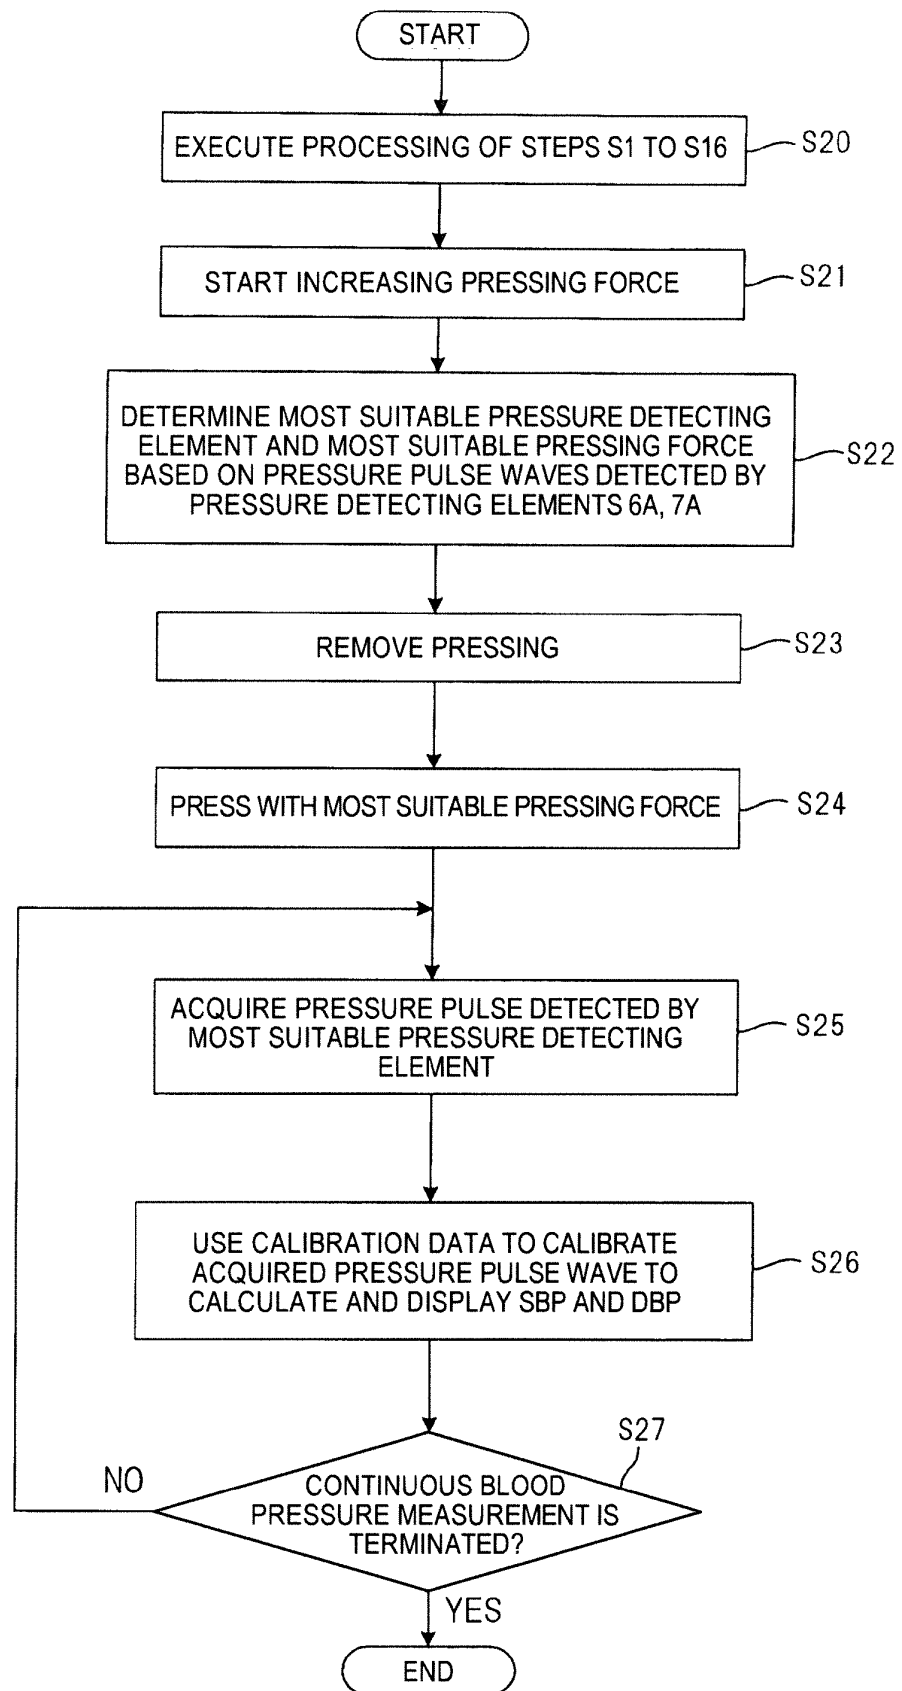 START
EXECUTE PROCESSING OF STEPS S1 TO S16
S20
START INCREASING PRESSING FORCE
S21
DETERMINE MOST SUITABLE PRESSURE DETECTING
ELEMENT AND MOST SUITABLE PRESSING FORCE
BASED ON PRESSURE PULSE WAVES DETECTED BY
PRESSURE DETECTING ELEMENTS 6A, 7A
S22
REMOVE PRESSING
S23
PRESS WITH MOST SUITABLE PRESSING FORCE
S24
ACQUIRE PRESSURE PULSE DETECTED BY
MOST SUITABLE PRESSURE DETECTING
ELEMENT
S25
USE CALIBRATION DATA TO CALIBRATE
ACQUIRED PRESSURE PULSE WAVE TO
CALCULATE AND DISPLAY SBP AND DBP
S26
S27
CONTINUOUS BLOOD
PRESSURE MEASUREMENT IS
TERMINATED?
NO
YES
END